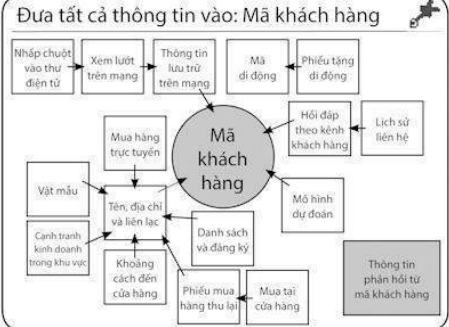 Đưa tất cả thông tin vào: Mã khách hàng
Nhấp chuột
vào thư
điện tử
Xem lướt
trên mạng
Thông tin
lưu trữ
trên mạng
Mã
di động
Phiếu tặng
di động
Mua hàng
trực tuyến
Mã
khách
hàng
Hồi đáp
theo kênh
khách hàng
Lịch sử
liên hệ
Vật mẫu
Tên, địa chỉ
và liên lạc
Mô hình
dự đoán
Cạnh tranh
kinh doanh
trong khu vực
Danh sách
và đăng ký
Khoảng
cách đến
cửa hàng
Phiếu mua
hàng thu lại
Mua tại
cửa hàng
Thông tin
phản hồi từ
mã khách hàng